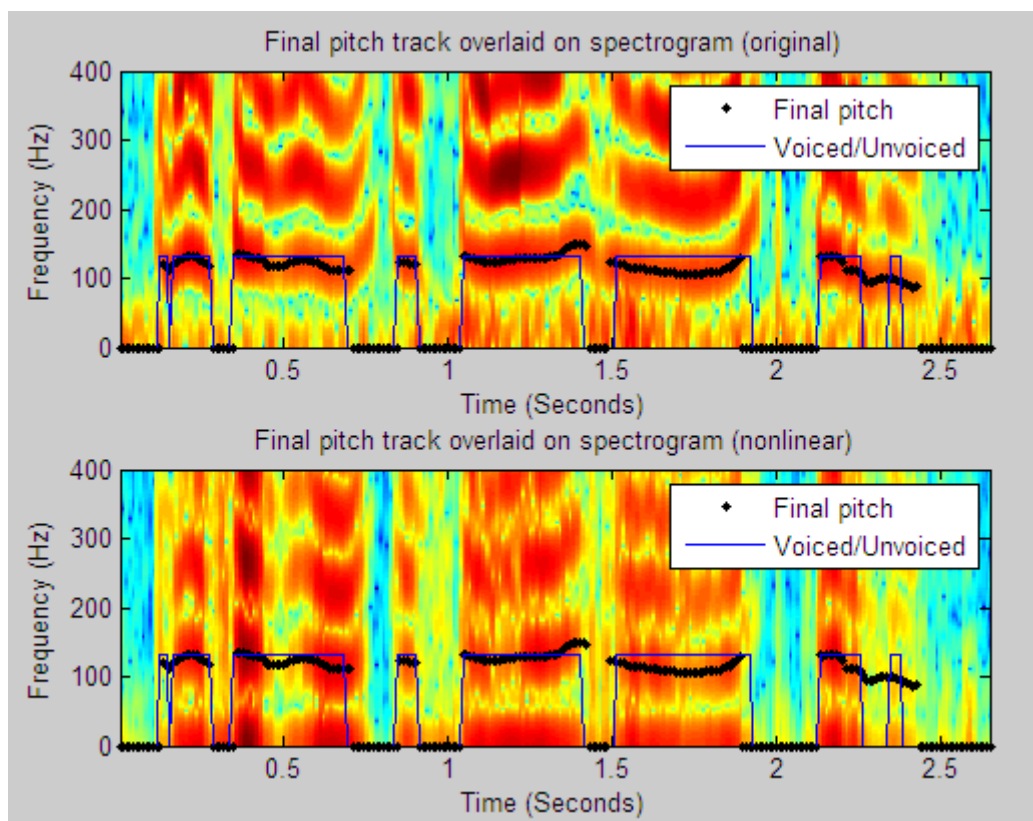 Final pitch track overlaid on spectrogram (original)
400
300
200
100
0
Frequency (Hz)
Final pitch
Voiced/Unvoiced
0.5
1
1.5
2
2.5
Time (Seconds)
Final pitch track overlaid on spectrogram (nonlinear)
400
300
200
100
0
Frequency (Hz)
Final pitch
Voiced/Unvoiced
0.5
1
1.5
2
2.5
Time (Seconds)